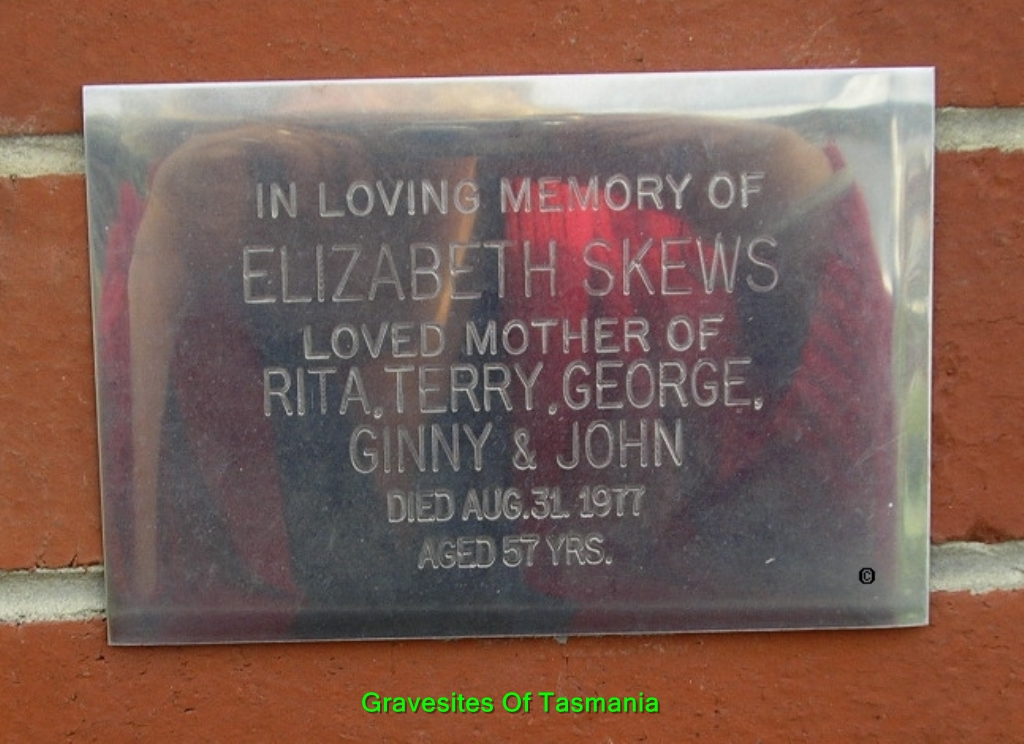 IN LOVING MEMORY OF
ELIZABETH SKEWS
LOVED MOTHER OF
RITA, TERRY, GEORGE,
GINNY & JOHN
DIED AUG. 31. 1977
AGED 57 YRS.
©
Gravesites Of Tasmania